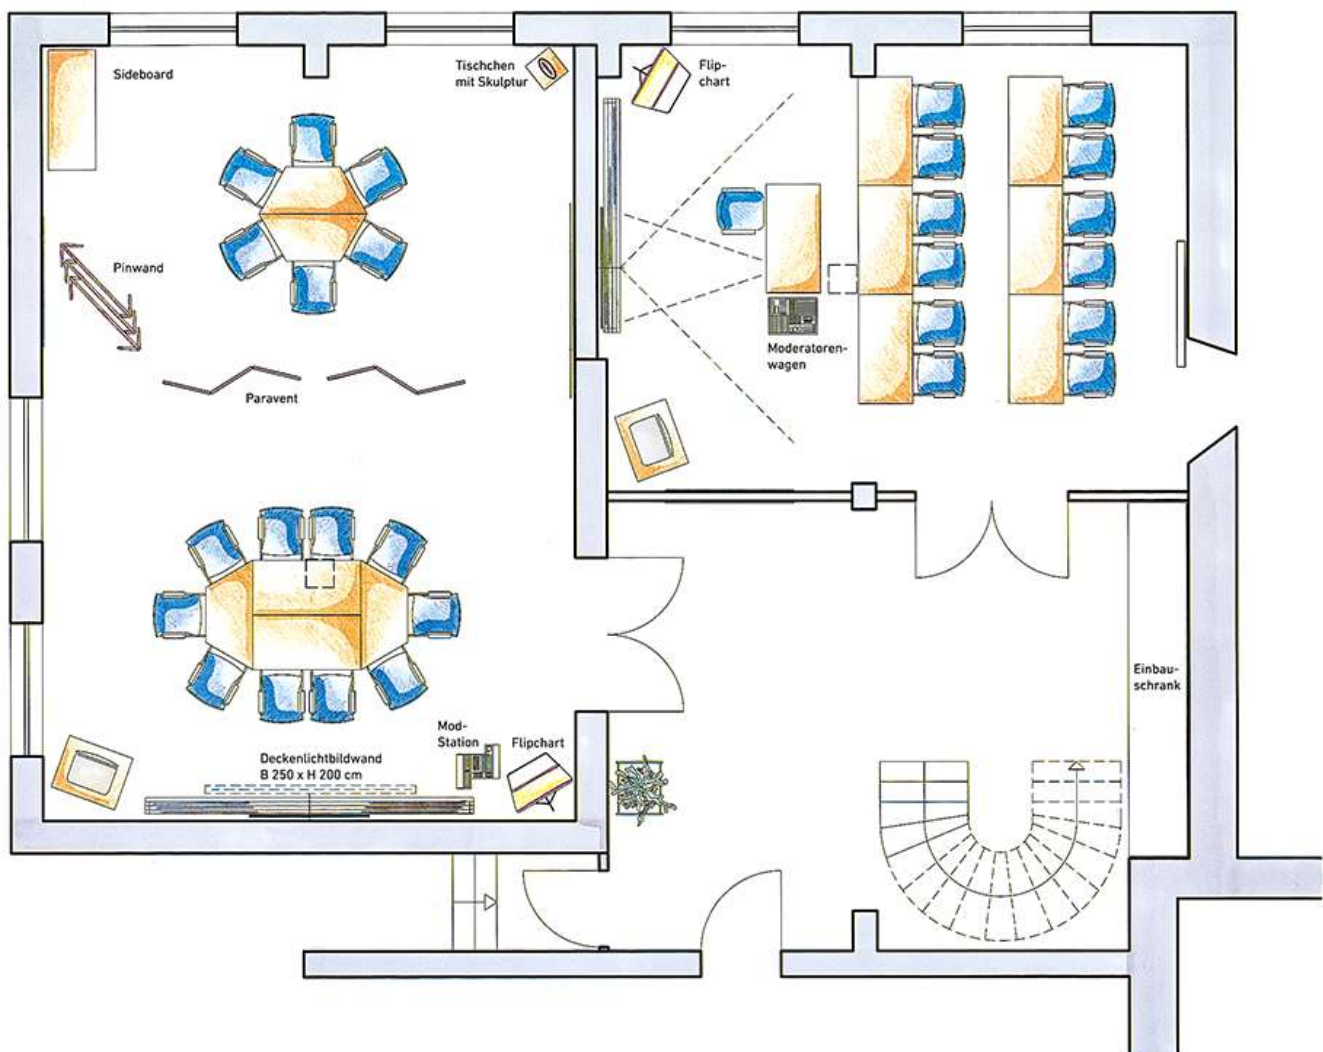 Sideboard
Tischchen
mit Skulptur
Flip-
chart
Pinwand
Moderatoren-
wagen
Paravent
Einbau-
schrank
Mod-
Station
Flipchart
Deckenlichtbildwand
B 250 x H 200 cm